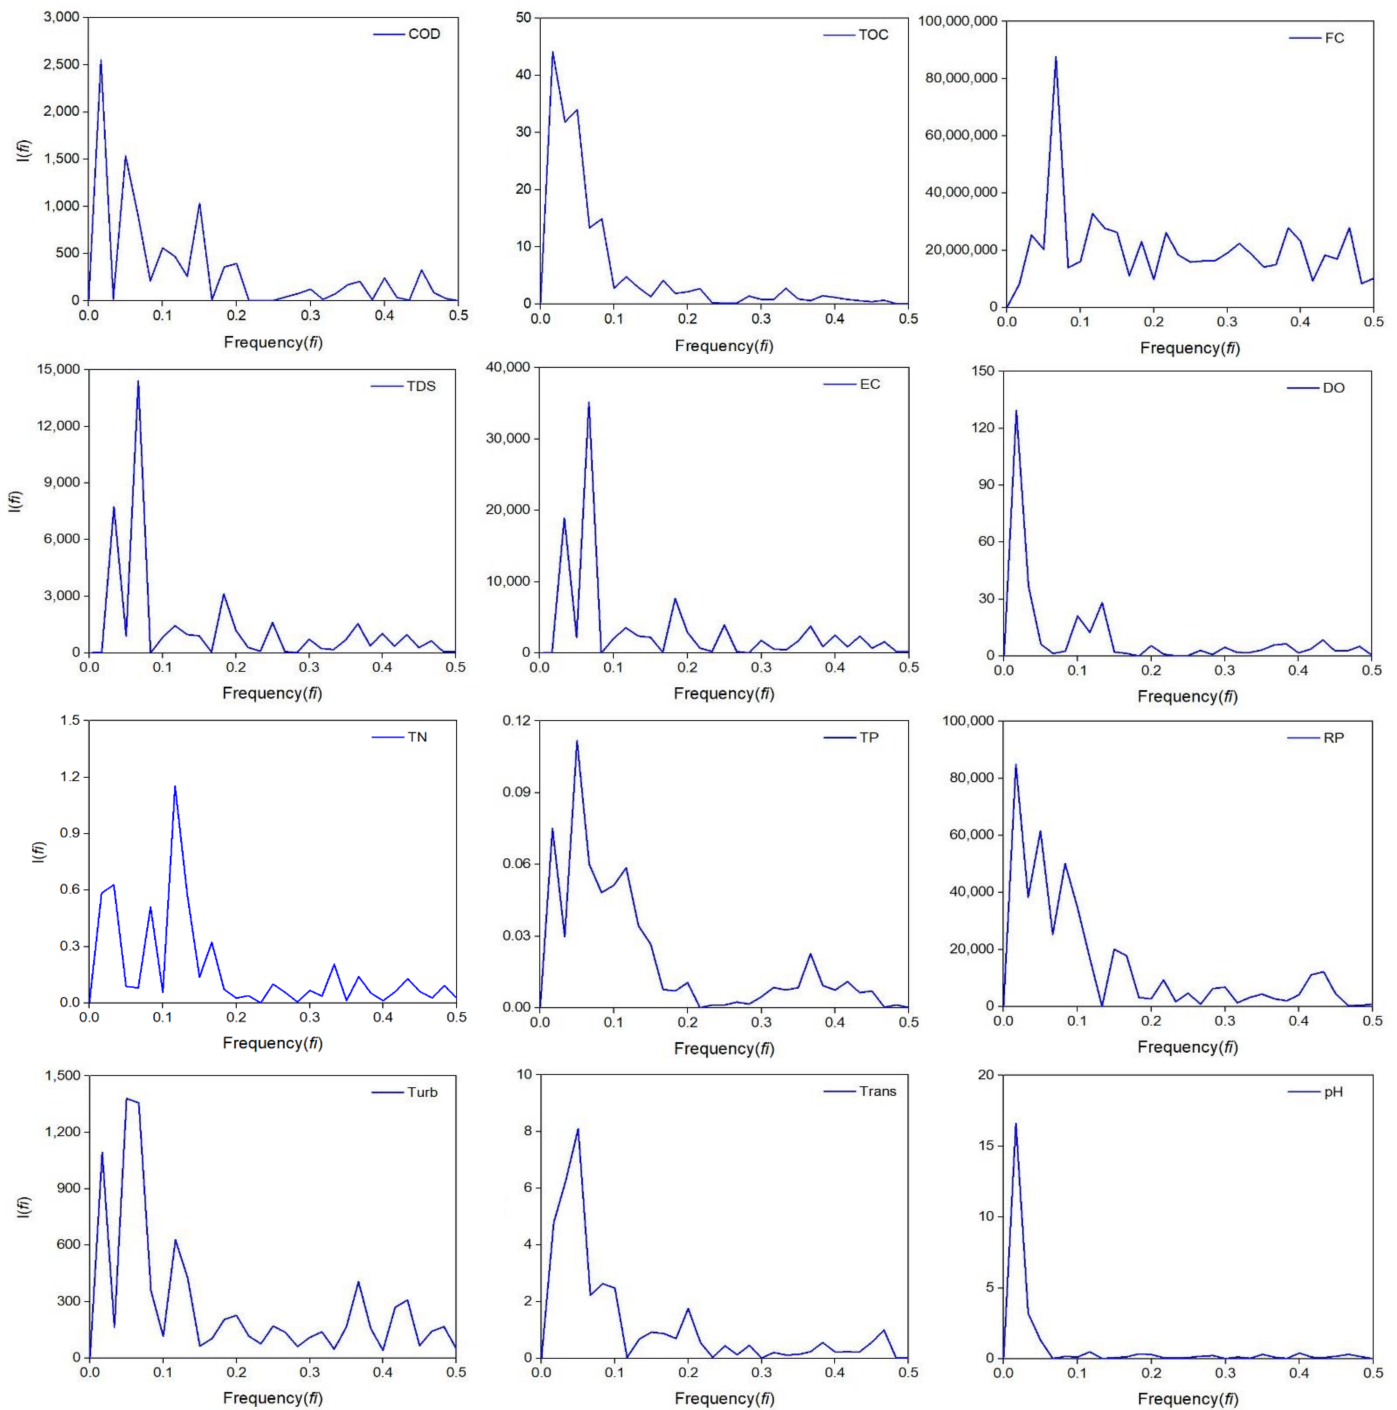 COD
3,000
2,500
2,000
1,500
1,000
500
0
I(fi)
0.0 0.1 0.2 0.3 0.4 0.5
Frequency(fi)
TOC
50
40
30
20
10
0
0.0 0.1 0.2 0.3 0.4 0.5
Frequency(fi)
FC
100,000,000
80,000,000
60,000,000
40,000,000
20,000,000
0
0.0 0.1 0.2 0.3 0.4 0.5
Frequency(fi)
TDS
15,000
12,000
9,000
6,000
3,000
0
I(fi)
0.0 0.1 0.2 0.3 0.4 0.5
Frequency(fi)
EC
40,000
30,000
20,000
10,000
0
0.0 0.1 0.2 0.3 0.4 0.5
Frequency(fi)
DO
150
120
90
60
30
0
0.0 0.1 0.2 0.3 0.4 0.5
Frequency(fi)
TN
1.5
1.2
0.9
0.6
0.3
0.0
I(fi)
0.0 0.1 0.2 0.3 0.4 0.5
Frequency(fi)
TP
0.12
0.09
0.06
0.03
0.00
0.0 0.1 0.2 0.3 0.4 0.5
Frequency(fi)
RP
100,000
80,000
60,000
40,000
20,000
0
0.0 0.1 0.2 0.3 0.4 0.5
Frequency(fi)
Turb
1,500
1,200
900
600
300
0
I(fi)
0.0 0.1 0.2 0.3 0.4 0.5
Frequency(fi)
Trans
10
8
6
4
2
0
0.0 0.1 0.2 0.3 0.4 0.5
Frequency(fi)
pH
20
15
10
5
0
0.0 0.1 0.2 0.3 0.4 0.5
Frequency(fi)